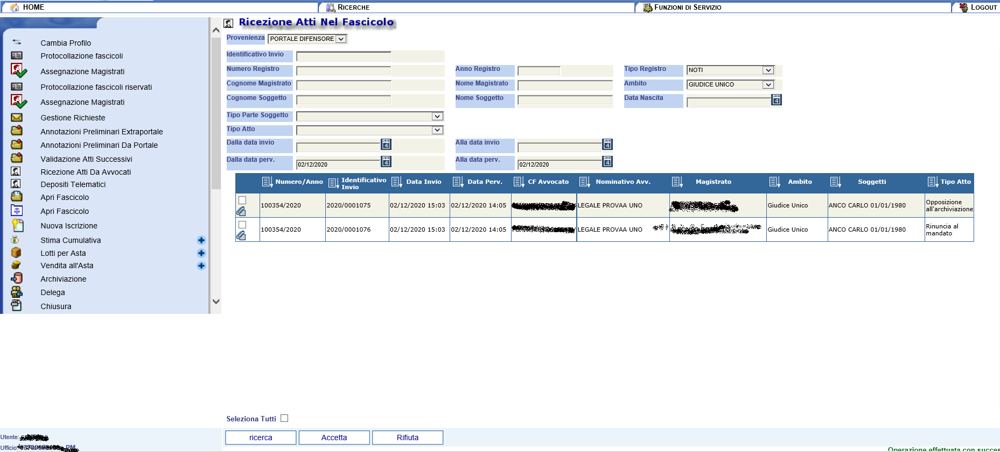 HOME
RICERCHE
FUNZIONI DI SERVIZIO
LOGOUT
Cambia Profilo
Protocollazione fascicoli
Assegnazione Magistrati
Protocollazione fascicoli riservati
Assegnazione Magistrati
Gestione Richieste
Annotazioni Preliminari Extraportale
Annotazioni Preliminari Da Portale
Validazione Atti Successivi
Ricezione Atti Da Avvocati
Depositi Telematici
Apri Fascicolo
Apri Fascicolo
Nuova Iscrizione
Stima Cumulativa
Lotti per Asta
Vendita all'Asta
Archiviazione
Delega
Chiusura
Ricezione Atti Nel Fascicolo
Provenienza PORTALE DIFENSORE
Identificativo Invio
Numero Registro Anno Registro Tipo Registro NOTI
Cognome Magistrato Nome Magistrato Ambito GIUDICE UNICO
Cognome Soggetto Nome Soggetto Data Nascita
Tipo Parte Soggetto
Tipo Atto
Dalla data invio Alla data invio
Dalla data perv. 02/12/2020 Alla data perv. 02/12/2020
Numero/Anno Identificativo Invio Data Invio Data Perv. CF Avvocato Nominativo Avv. Magistrato Ambito Soggetti Tipo Atto
100354/2020 2020/0001075 02/12/2020 15:03 02/12/2020 14:05 LEGALE PROVAA UNO Giudice Unico ANCO CARLO 01/01/1980 Opposizione all'archiviazione
100354/2020 2020/0001076 02/12/2020 15:03 02/12/2020 14:05 LEGALE PROVAA UNO Giudice Unico ANCO CARLO 01/01/1980 Rinuncia al mandato
Seleziona Tutti
ricerca Accetta Rifiuta
Utente:
Ufficio: PM
Operazione effettuata con succes